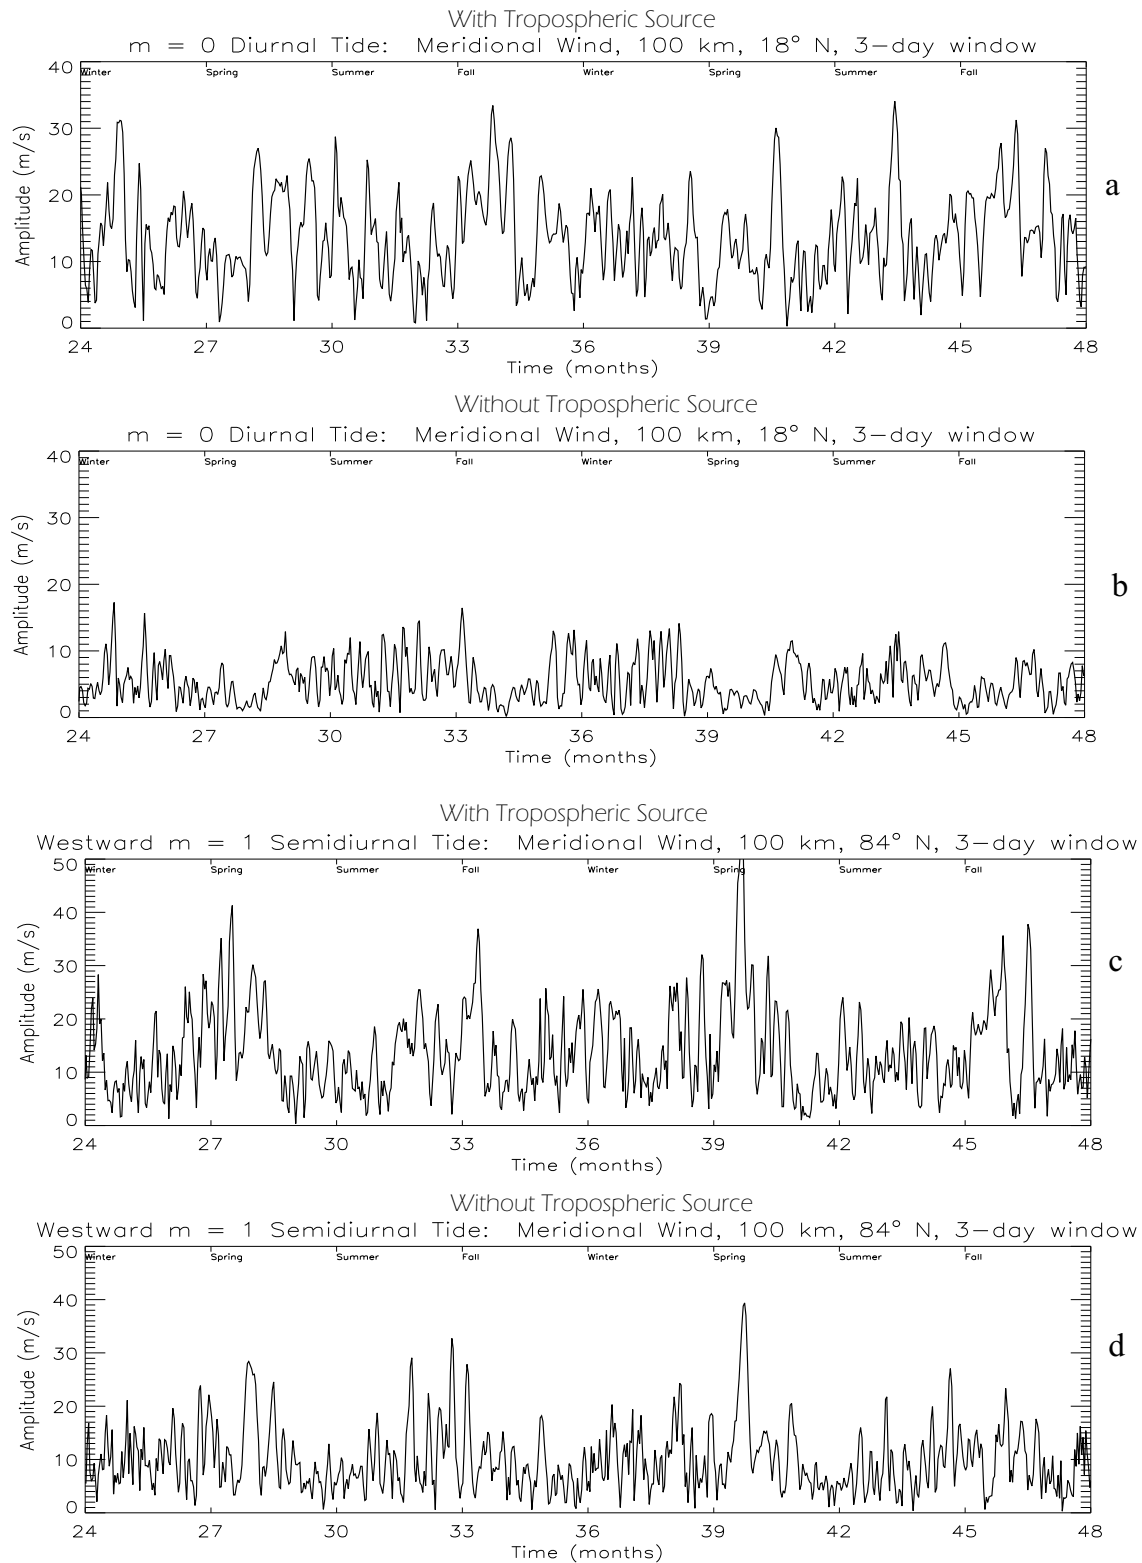 With Tropospheric Source
m = 0 Diurnal Tide: Meridional Wind, 100 km, 18° N, 3-day window
40
Winter Spring Summer Fall Winter Spring Summer Fall
30
a
20
Amplitude (m/s)
10
0
24 27 30 33 36 39 42 45 48
Time (months)
Without Tropospheric Source
m = 0 Diurnal Tide: Meridional Wind, 100 km, 18° N, 3-day window
40
Winter Spring Summer Fall Winter Spring Summer Fall
30
b
20
Amplitude (m/s)
10
0
24 27 30 33 36 39 42 45 48
Time (months)
With Tropospheric Source
Westward m = 1 Semidiurnal Tide: Meridional Wind, 100 km, 84° N, 3-day window
50
Winter Spring Summer Fall Winter Spring Summer Fall
40
30
c
20
Amplitude (m/s)
10
0
24 27 30 33 36 39 42 45 48
Time (months)
Without Tropospheric Source
Westward m = 1 Semidiurnal Tide: Meridional Wind, 100 km, 84° N, 3-day window
50
Winter Spring Summer Fall Winter Spring Summer Fall
40
30
d
20
Amplitude (m/s)
10
0
24 27 30 33 36 39 42 45 48
Time (months)